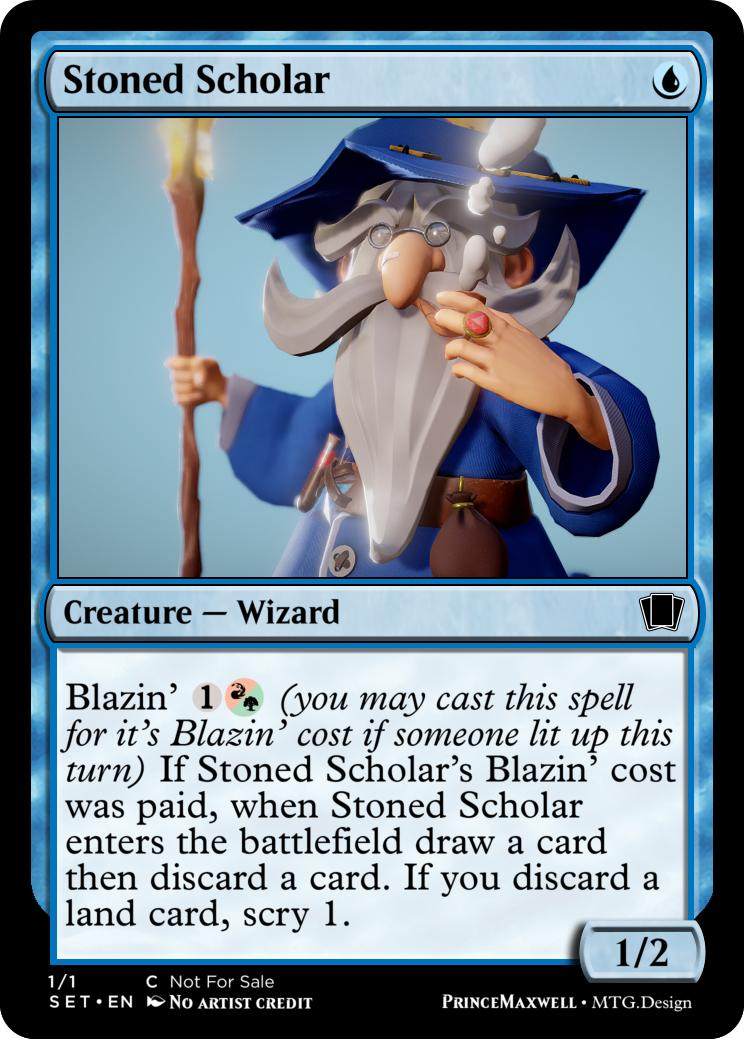 Stoned Scholar
Creature — Wizard
Blazin' 1 (you may cast this spell
for it's Blazin' cost if someone lit up this
turn) If Stoned Scholar's Blazin' cost
was paid, when Stoned Scholar
enters the battlefield draw a card
then discard a card. If you discard a
land card, scry 1.
1/2
1/1 C Not For Sale
SET • EN No artist credit
PrinceMaxwell • MTG.Design